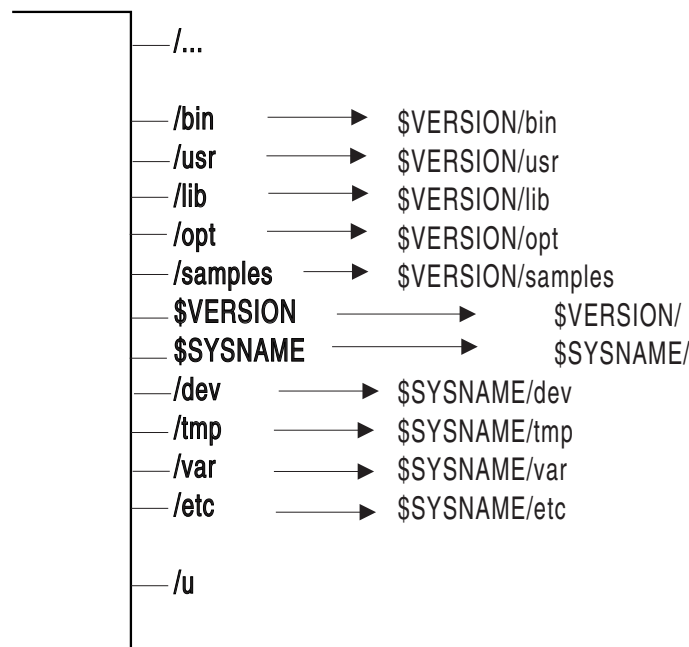 /...
/bin $VERSION/bin
/usr $VERSION/usr
/lib $VERSION/lib
/opt $VERSION/opt
/samples $VERSION/samples
$VERSION $VERSION/
$SYSNAME $SYSNAME/
/dev $SYSNAME/dev
/tmp $SYSNAME/tmp
/var $SYSNAME/var
/etc $SYSNAME/etc
/u